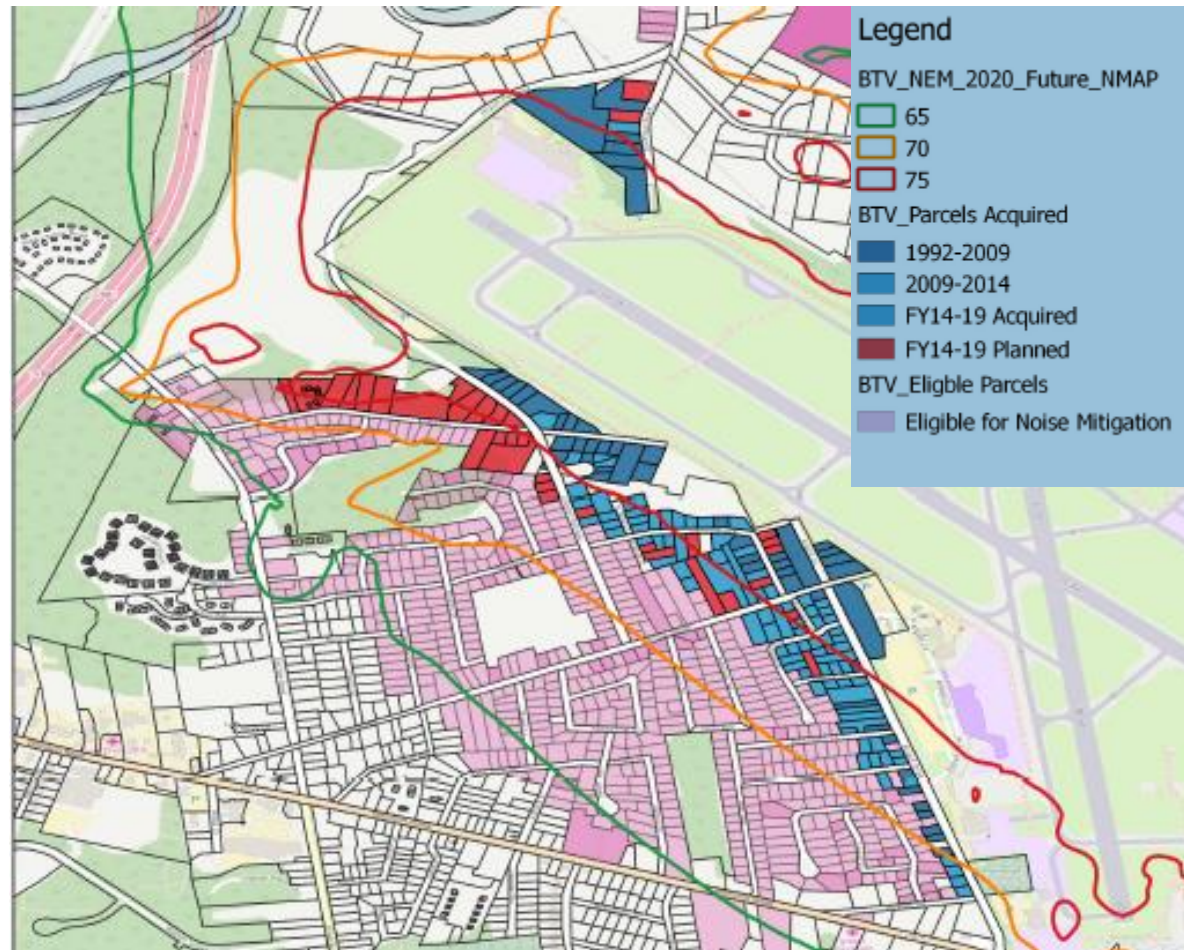 Legend
BTV_NEM_2020_Future_NMAP
65
70
75
BTV_Parcels Acquired
1992-2009
2009-2014
FY14-19 Acquired
FY14-19 Planned
BTV_Eligble Parcels
Eligible for Noise Mitigation